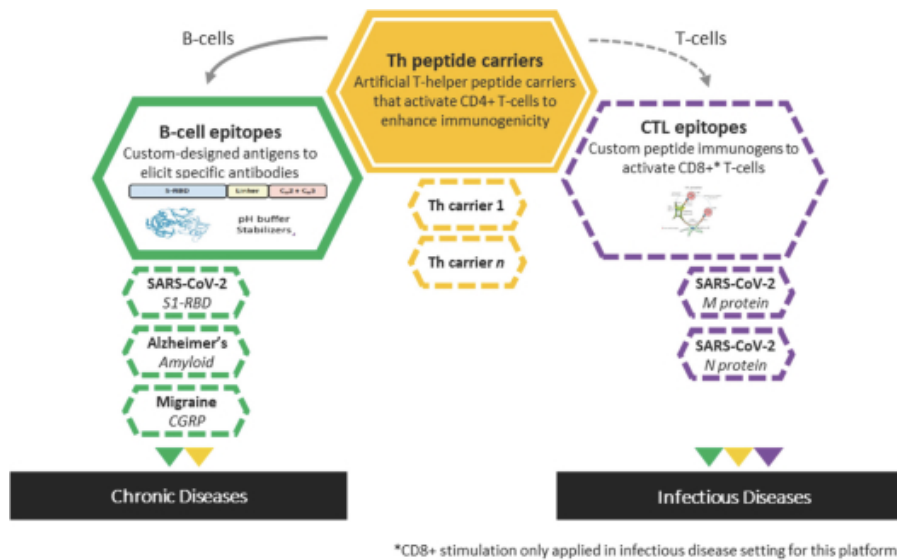 B-cells
T-cells
Th peptide carriers
Artificial T-helper peptide carriers
that activate CD4+ T-cells to
enhance immunogenicity
B-cell epitopes
Custom-designed antigens to
elicit specific antibodies
S-RBD
Linker
pH buffer
Stabilizers,
CTL epitopes
Custom peptide immunogens to
activate CD8+* T-cells
Th carrier 1
Th carrier n
SARS-CoV-2
S1-RBD
Alzheimer's
Amyloid
Migraine
CGRP
SARS-CoV-2
M protein
SARS-CoV-2
N protein
Chronic Diseases
Infectious Diseases
*CD8+ stimulation only applied in infectious disease setting for this platform